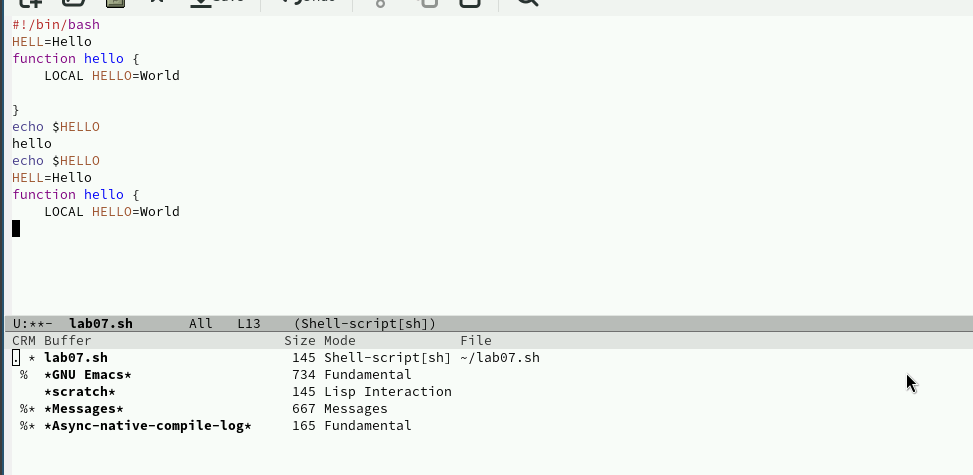 #!/bin/bash
HELL=Hello
function hello {
    LOCAL HELLO=World

}
echo $HELLO
hello
echo $HELLO
HELL=Hello
function hello {
    LOCAL HELLO=World
U:**-  lab07.sh       All   L13    (Shell-script[sh])
CRM Buffer                        Size Mode             File
. * lab07.sh                       145 Shell-script[sh] ~/lab07.sh
 %  *GNU Emacs*                    734 Fundamental
    *scratch*                      145 Lisp Interaction
 %* *Messages*                     667 Messages
 %* *Async-native-compile-log*     165 Fundamental